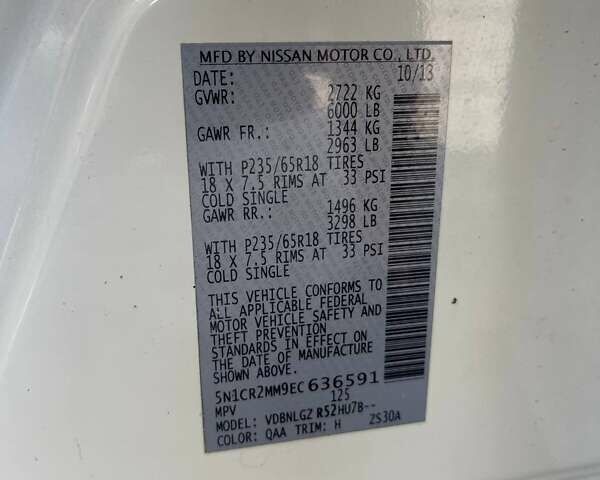 MFD BY NISSAN MOTOR CO., LTD.
DATE: 10/13
GVWR: 2722 KG
6000 LB
GAWR FR.: 1344 KG
2963 LB
WITH P235/65R18 TIRES
18 X 7.5 RIMS AT 33 PSI
COLD SINGLE
GAWR RR.: 1496 KG
3298 LB
WITH P235/65R18 TIRES
18 X 7.5 RIMS AT 33 PSI
COLD SINGLE
THIS VEHICLE CONFORMS TO
ALL APPLICABLE FEDERAL
MOTOR VEHICLE SAFETY AND
THEFT PREVENTION
STANDARDS IN EFFECT ON
THE DATE OF MANUFACTURE
SHOWN ABOVE.
5N1CR2MM9EC636591
MPV 125
MODEL: VDBNLGZ R52HU7B-- ZS30A
COLOR: QAA TRIM: H